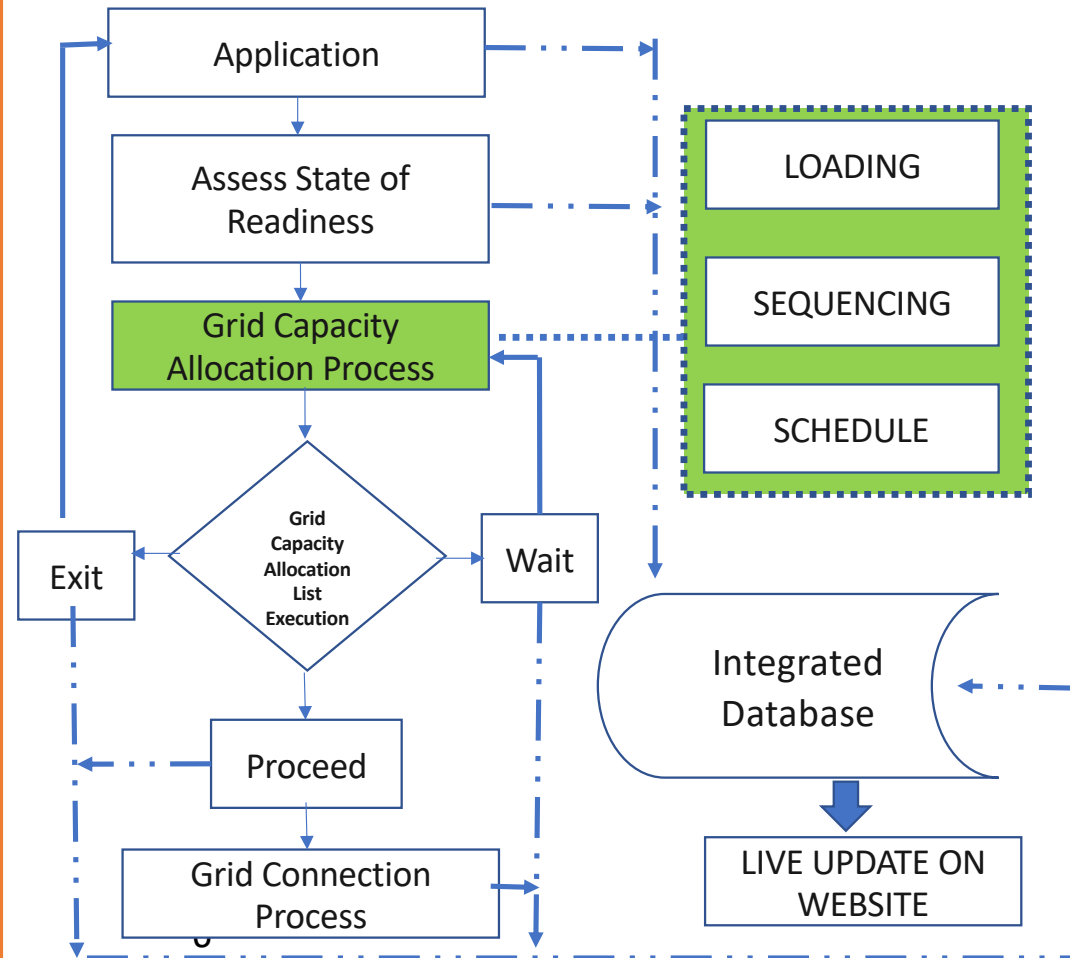 Application
Assess State of
Readiness
Grid Capacity
Allocation Process
Grid
Capacity
Allocation
List
Execution
Exit
Wait
Proceed
Grid Connection
Process
LOADING
SEQUENCING
SCHEDULE
Integrated
Database
LIVE UPDATE ON
WEBSITE